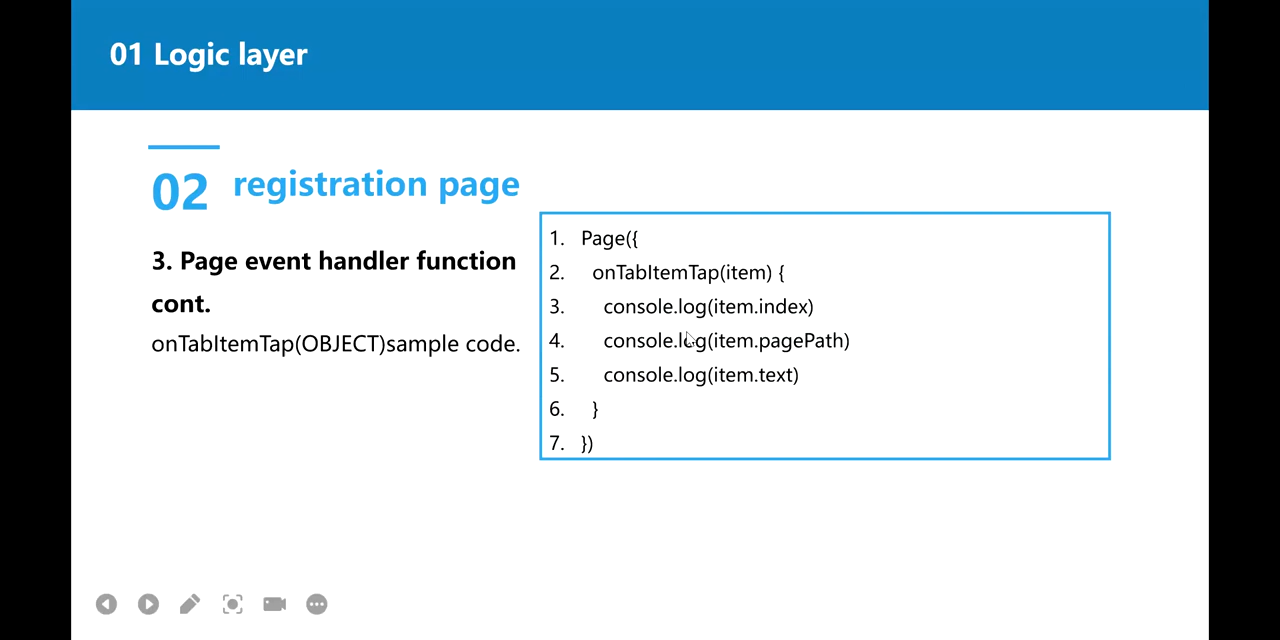 01 Logic layer
02 registration page
3. Page event handler function
cont.
onTabItemTap(OBJECT)sample code.
1. Page({
2. onTabItemTap(item) {
3. console.log(item.index)
4. console.log(item.pagePath)
5. console.log(item.text)
6. }
7. })